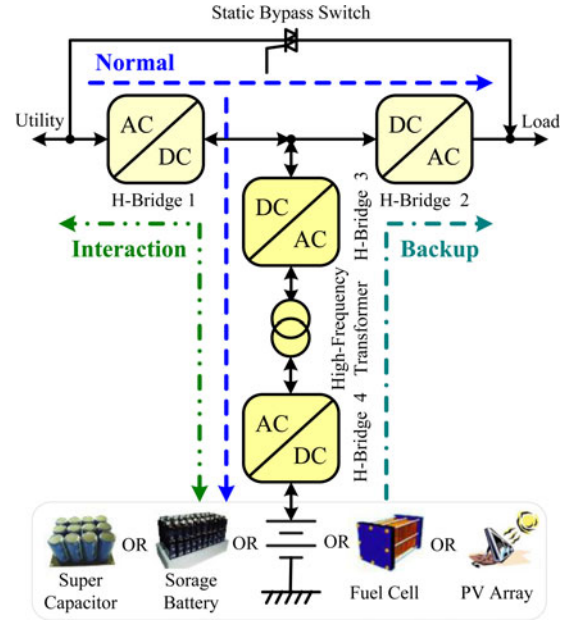 Static Bypass Switch
Normal
Utility
AC
DC
DC
AC
Load
H-Bridge 1
H-Bridge 2
DC
AC
H-Bridge 3
Interaction
Backup
High-Frequency
Transformer
AC
DC
H-Bridge 4
OR
OR
OR
OR
Super
Capacitor
Sorage
Battery
Fuel Cell
PV Array